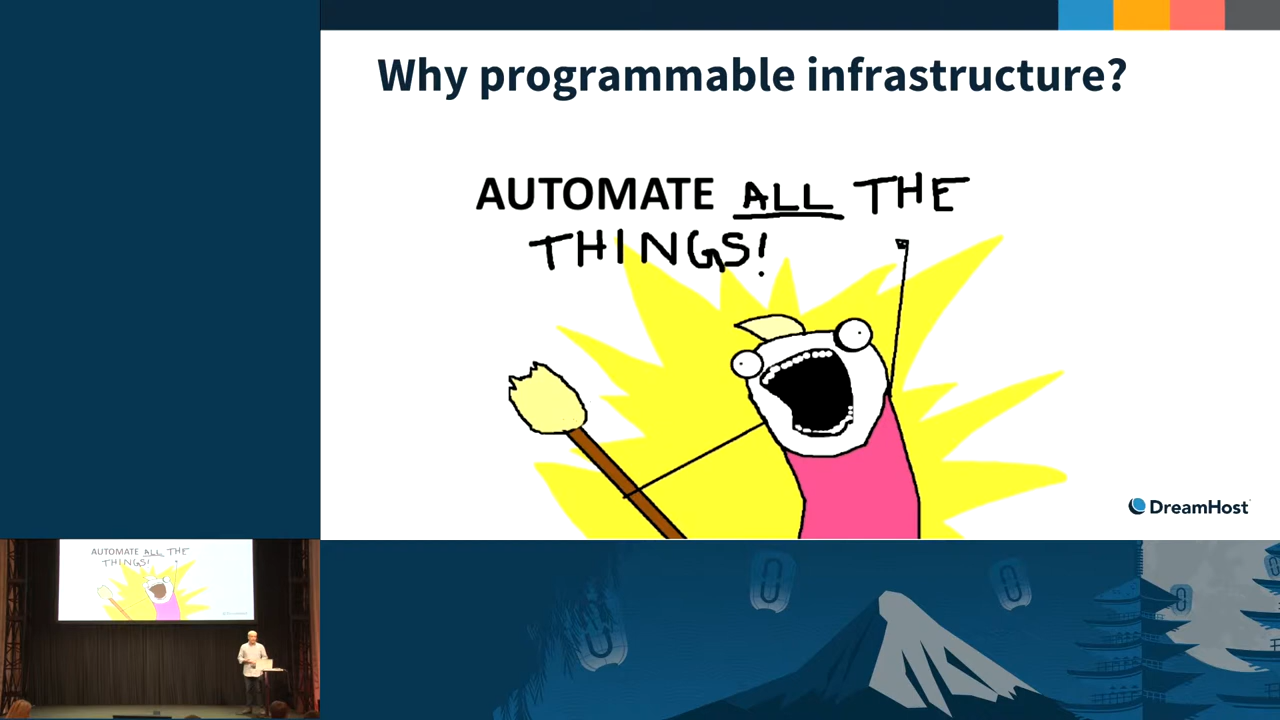 Why programmable infrastructure?
AUTOMATE ALL THE
THINGS!
DreamHost
AUTOMATE ALL THE
THINGS!